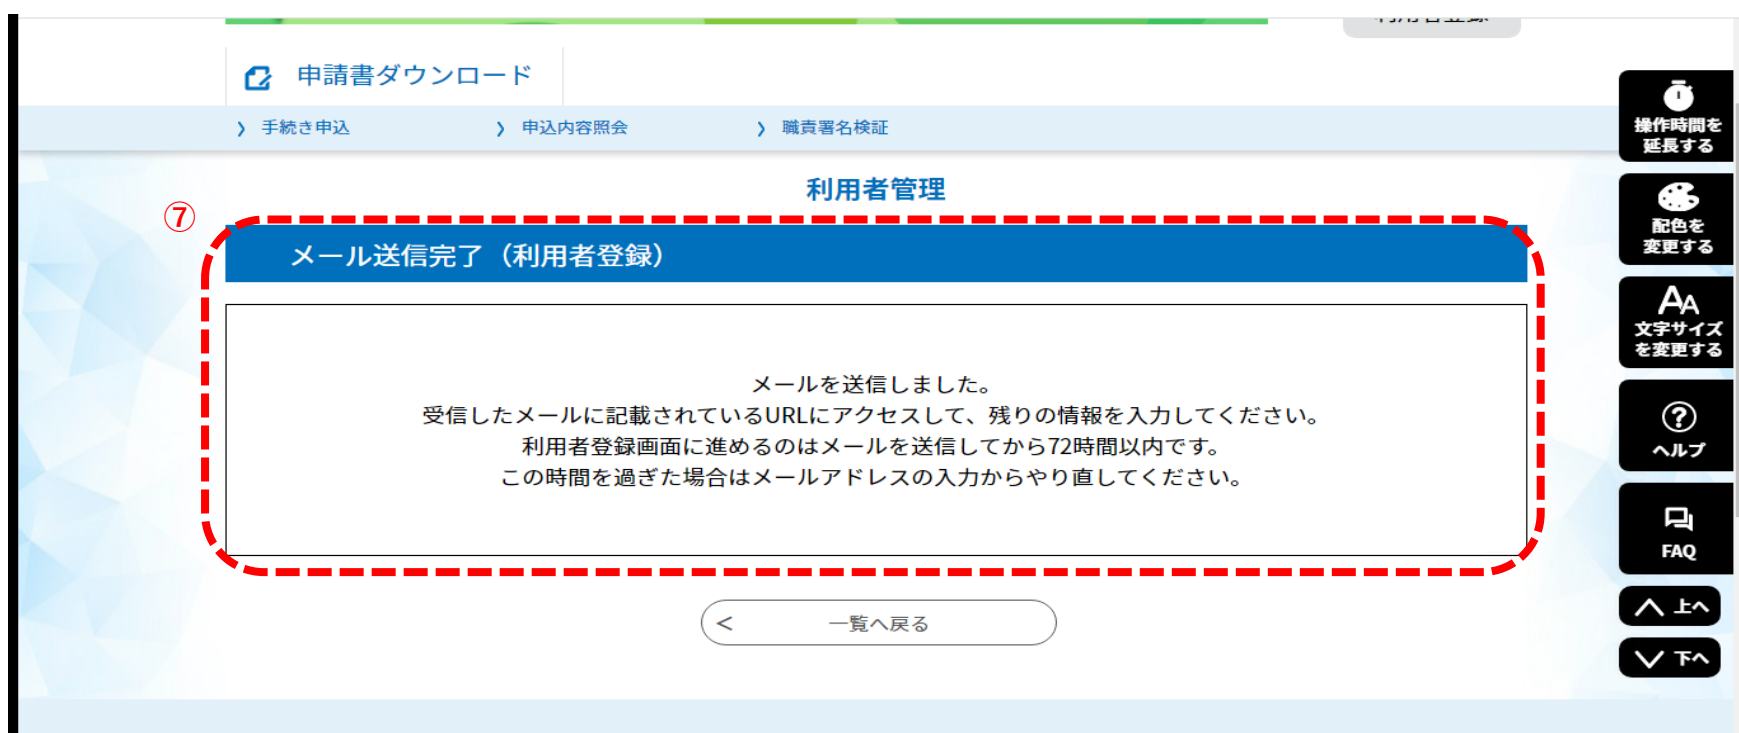 申請書ダウンロード
手続き申込
申込内容照会
職責署名検証
利用者管理
⑦
メール送信完了（利用者登録）
メールを送信しました。
受信したメールに記載されているURLにアクセスして、残りの情報を入力してください。
利用者登録画面に進めるのはメールを送信してから72時間以内です。
この時間を過ぎた場合はメールアドレスの入力からやり直してください。
< 一覧へ戻る
操作時間を
延長する
配色を
変更する
文字サイズ
を変更する
ヘルプ
FAQ
上へ
下へ